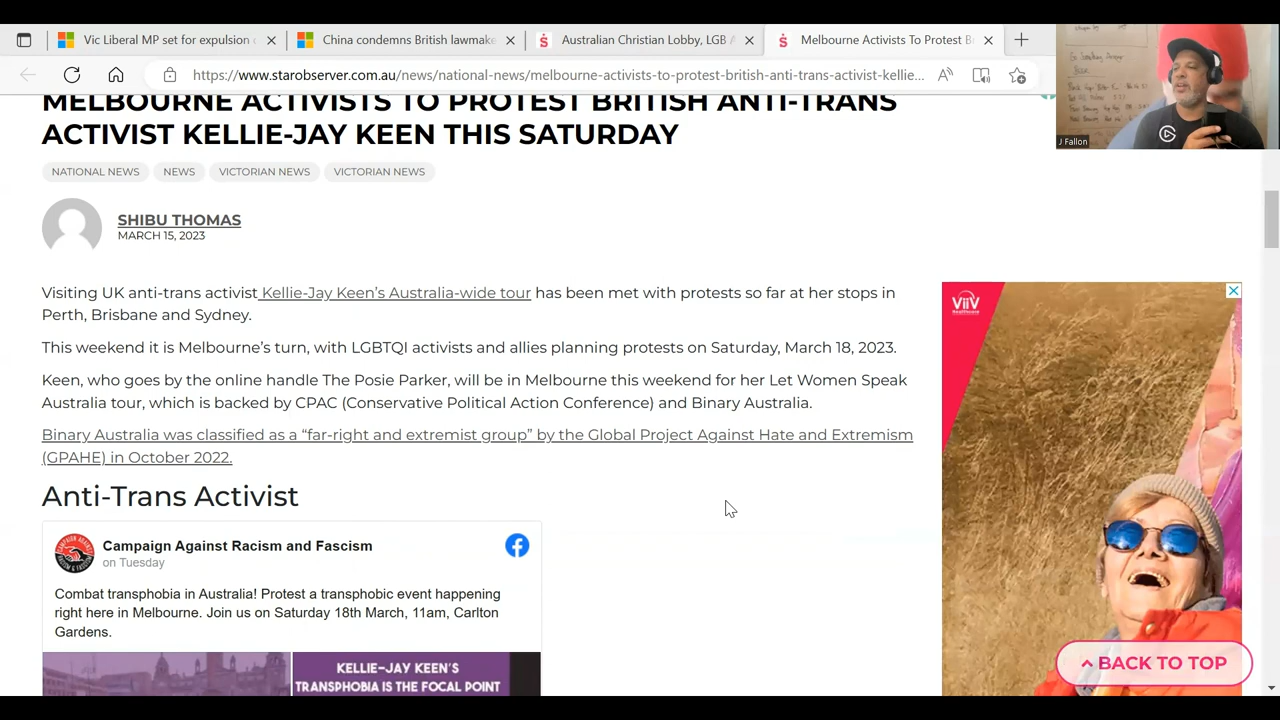 Vic Liberal MP set for expulsion
China condemns British lawmake
Australian Christian Lobby, LGB A
Melbourne Activists To Protest B
https://www.starobserver.com.au/news/national-news/melbourne-activists-to-protest-british-anti-trans-activist-kellie...
J Fallon
MELBOURNE ACTIVISTS TO PROTEST BRITISH ANTI-TRANS
ACTIVIST KELLIE-JAY KEEN THIS SATURDAY
NATIONAL NEWS
NEWS
VICTORIAN NEWS
VICTORIAN NEWS
SHIBU THOMAS
MARCH 15, 2023
Visiting UK anti-trans activist Kellie-Jay Keen's Australia-wide tour has been met with protests so far at her stops in
Perth, Brisbane and Sydney.
This weekend it is Melbourne's turn, with LGBTQI activists and allies planning protests on Saturday, March 18, 2023.
Keen, who goes by the online handle The Posie Parker, will be in Melbourne this weekend for her Let Women Speak
Australia tour, which is backed by CPAC (Conservative Political Action Conference) and Binary Australia.
Binary Australia was classified as a "far-right and extremist group" by the Global Project Against Hate and Extremism
(GPAHE) in October 2022.
Anti-Trans Activist
Campaign Against Racism and Fascism
on Tuesday
Combat transphobia in Australia! Protest a transphobic event happening
right here in Melbourne. Join us on Saturday 18th March, 11am, Carlton
Gardens.
KELLIE-JAY KEEN'S
TRANSPHOBIA IS THE FOCAL POINT
ViiV
Healthcare
BACK TO TOP